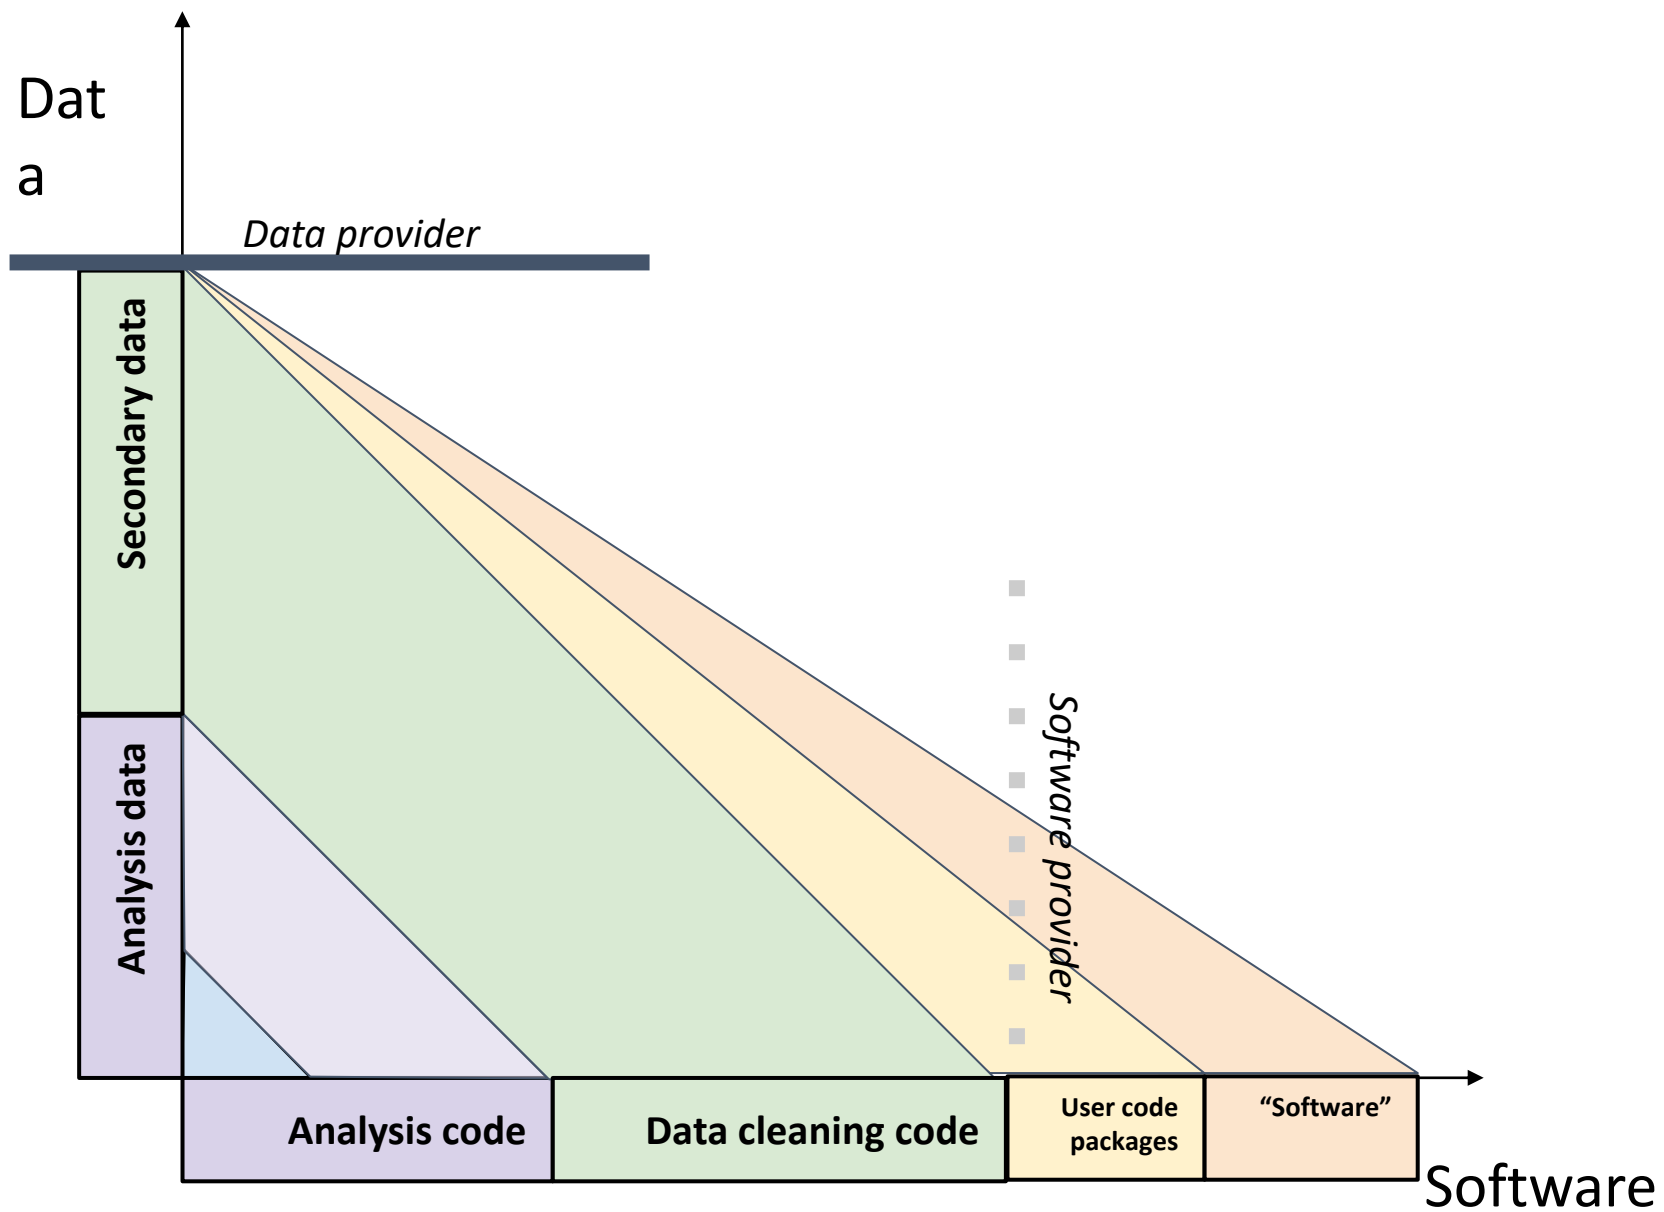 Dat
a
Data provider
Secondary data
Analysis data
Software provider
Analysis code
Data cleaning code
User code
packages
“Software”
Software